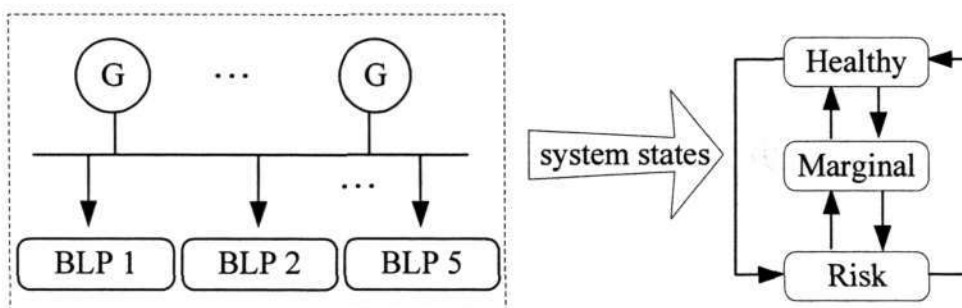 G ... G
...
BLP 1 BLP 2 BLP 5
system states
Healthy
Marginal
Risk